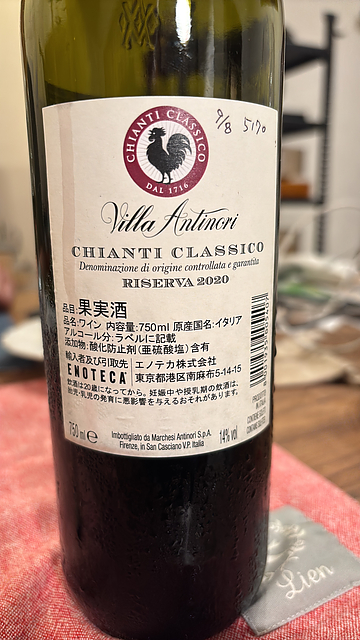 CHIANTI CLASSICO
DAL 1716
9/8 5170
Villa Antinori
CHIANTI CLASSICO
Denominazione di origine controllata e garantita
RISERVA 2020
品目:果実酒
品名:ワイン 内容量:750ml 原産国名:イタリア
アルコール分:ラベルに記載
添加物:酸化防止剤(亜硫酸塩)含有
輸入者及び引取先 エノテカ株式会社
ENOTECA 東京都港区南麻布5-14-15
飲酒は20歳になってから。妊娠中や授乳期の飲酒は、
胎児・乳児の発育に悪影響を与えるおそれがあります。
750 ml e
Imbottigliato da Marchesi Antinori S.p.A.
Firenze, in San Casciano V.P. Italia
14% vol
Lien